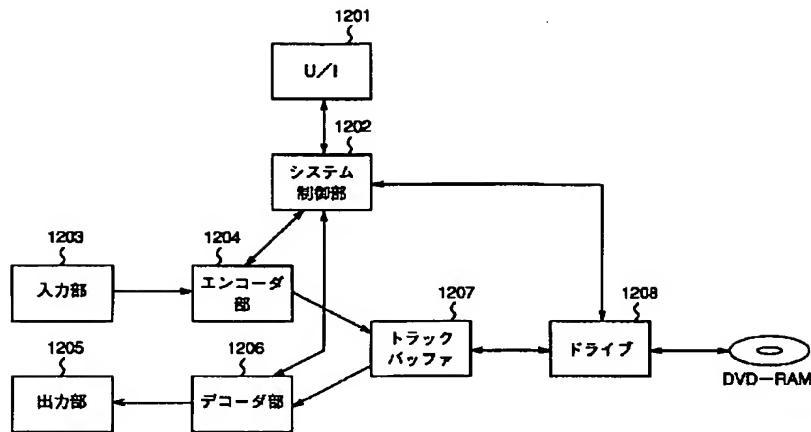 1201
U/I
1202
システム
制御部
1203
入力部
1204
エンコーダ
部
1205
出力部
1206
デコーダ部
1207
トラック
バッファ
1208
ドライブ
DVD-RAM